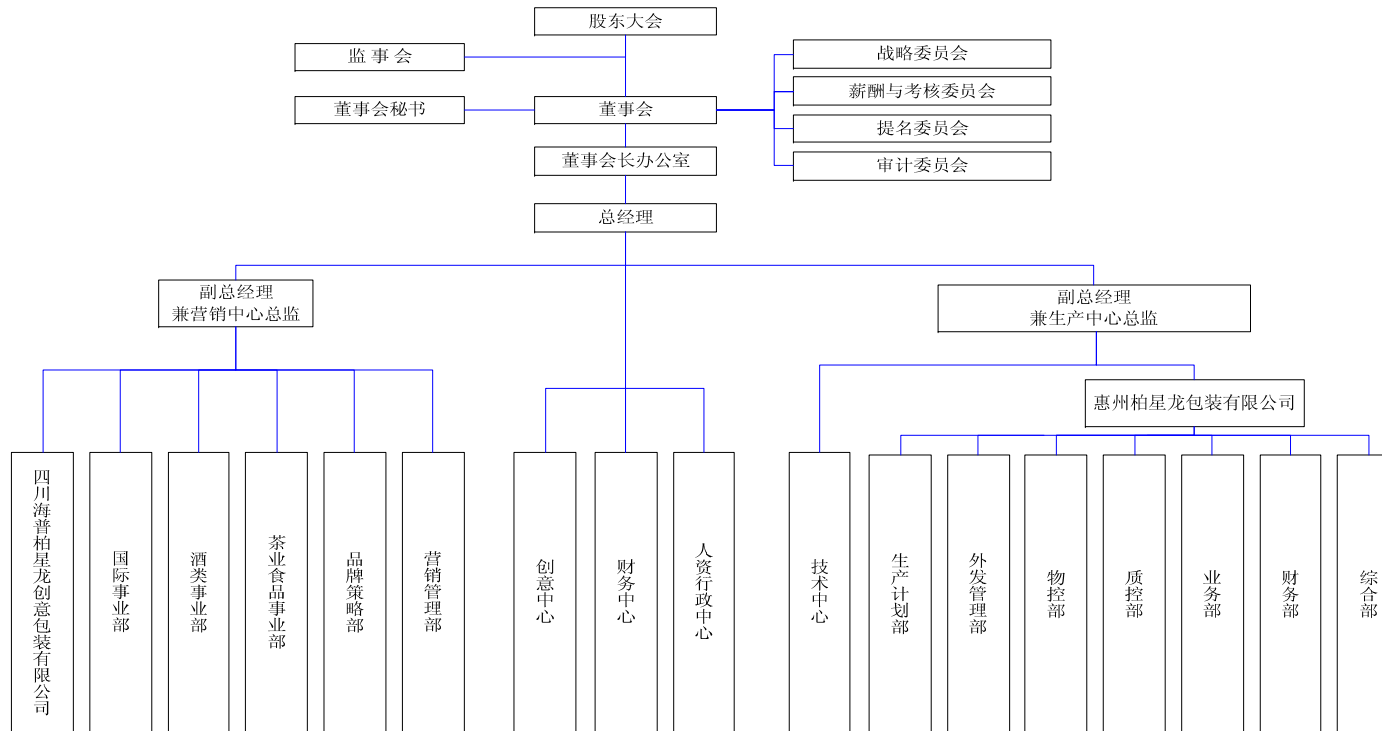 股东大会
监 事 会
战略委员会
薪酬与考核委员会
董事会秘书
董事会
提名委员会
董事会长办公室
审计委员会
总经理
副总经理
兼营销中心总监
副总经理
兼生产中心总监
惠州柏星龙包装有限公司
四川海普柏星龙创意包装有限公司
国际事业部
酒类事业部
茶业食品事业部
品牌策略部
营销管理部
创意中心
财务中心
人资行政中心
技术中心
生产计划部
外发管理部
物控部
质控部
业务部
财务部
综合部